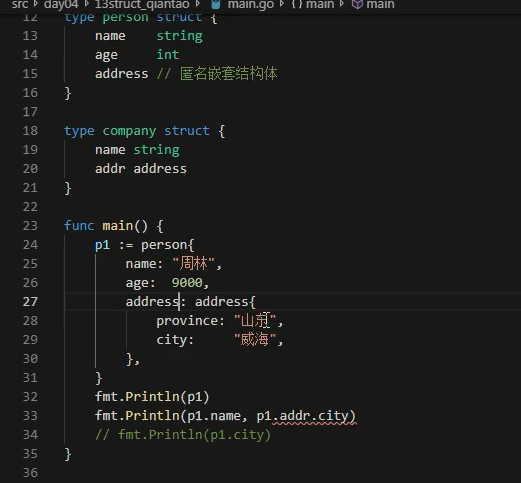 src > day04 > 13struct_qiantao > main.go > {} main > main
12 type person struct {
13     name    string
14     age     int
15     address // 匿名嵌套结构体
16 }
17
18 type company struct {
19     name string
20     addr address
21 }
22
23 func main() {
24     p1 := person{
25         name: "周林",
26         age:  9000,
27         address: address{
28             province: "山东",
29             city:     "威海",
30         },
31     }
32     fmt.Println(p1)
33     fmt.Println(p1.name, p1.addr.city)
34     // fmt.Println(p1.city)
35 }
36